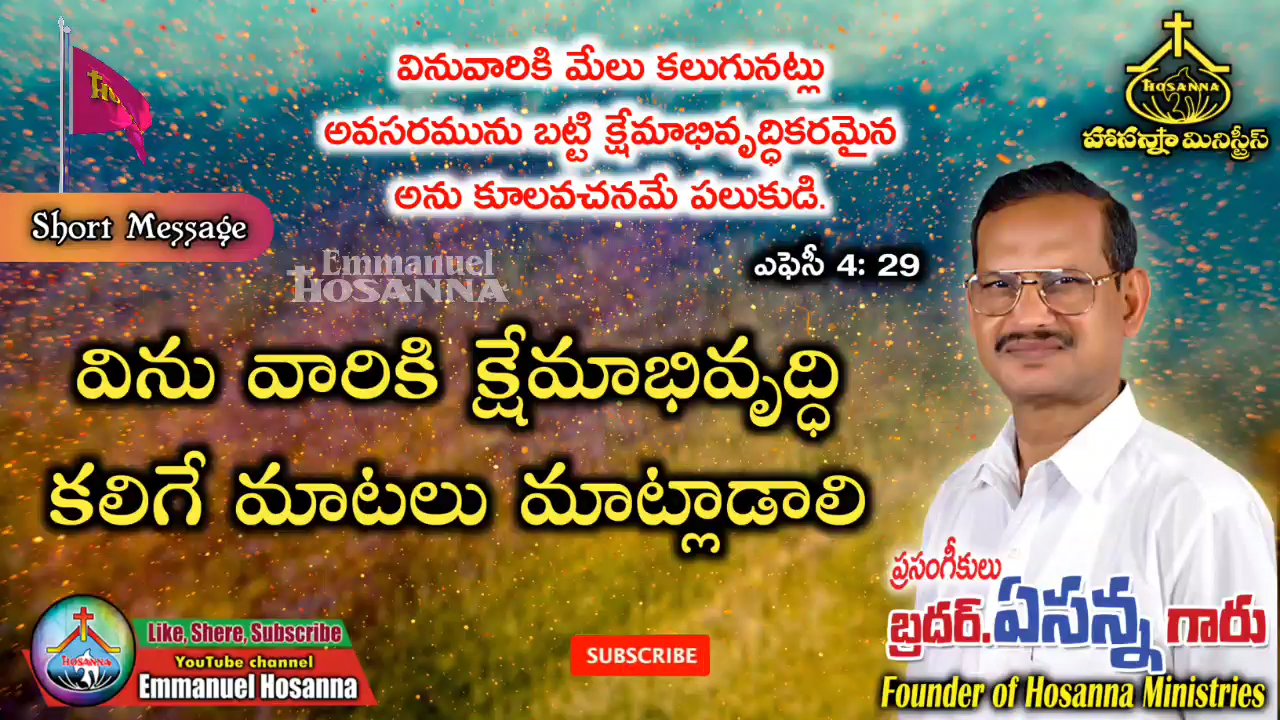 వినువారికి మేలు కలుగునట్లు
అవసరమును బట్టి క్షేమాభివృద్ధికరమైన
అను కూలవచనమే పలుకుడి.
HOSANNA
హోసన్నా మినిస్ట్రీస్
Short Message
Emmanuel
HOSANNA
ఎఫెసీ 4: 29
విను వారికి క్షేమాభివృద్ధి
కలిగే మాటలు మాట్లాడాలి
ప్రసంగీకులు
బ్రదర్.ఏసన్న గారు
Founder of Hosanna Ministries
HOSANNA
Like, Shere, Subscribe
YouTube channel
Emmanuel Hosanna
SUBSCRIBE